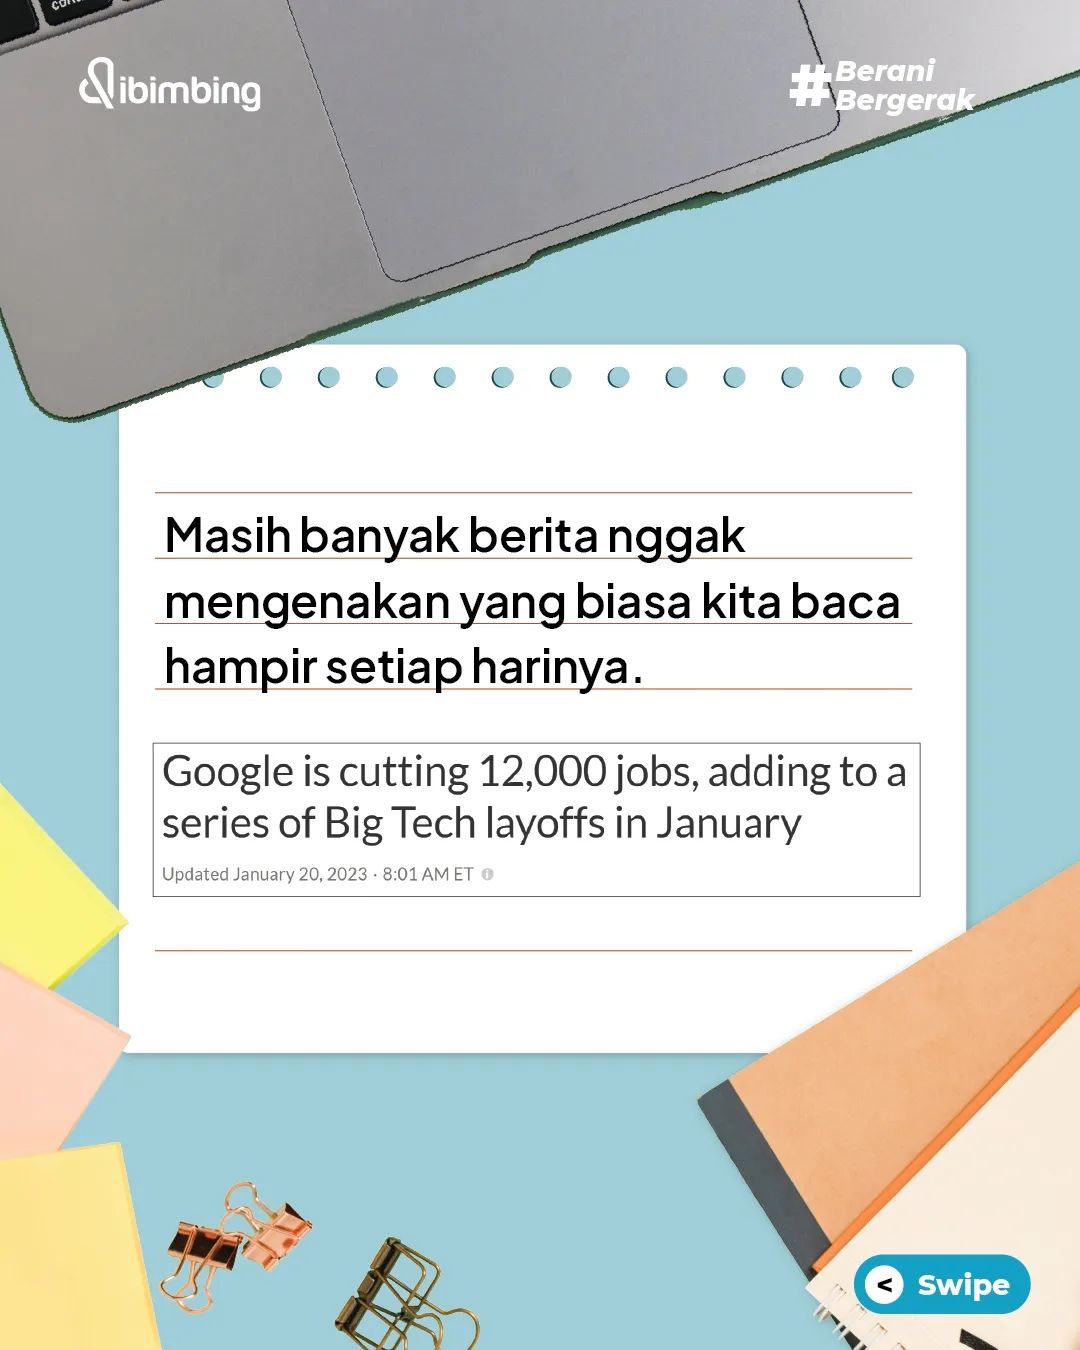 dibimbing
#Berani
Bergerak
Masih banyak berita nggak
mengenakan yang biasa kita baca
hampir setiap harinya.
Google is cutting 12,000 jobs, adding to a
series of Big Tech layoffs in January
Updated January 20, 2023 · 8:01 AM ET
< Swipe